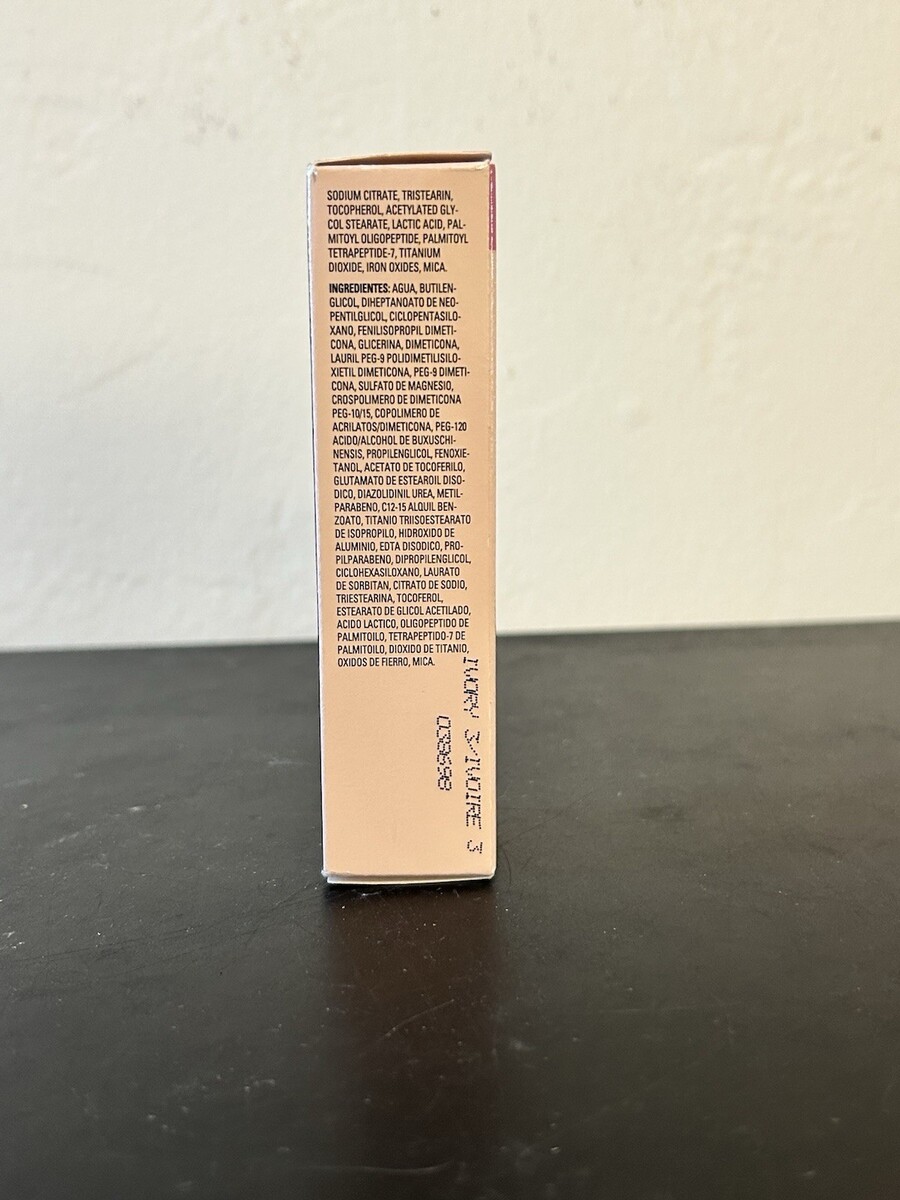 SODIUM CITRATE, TRISTEARIN,
TOCOPHEROL, ACETYLATED GLY-
COL STEARATE, LACTIC ACID, PAL-
MITOYL OLIGOPEPTIDE, PALMITOYL
TETRAPEPTIDE-7, TITANIUM
DIOXIDE, IRON OXIDES, MICA.
INGREDIENTES: AGUA, BUTILEN-
GLICOL, DIHEPTANOATO DE NEO-
PENTILGLICOL, CICLOPENTASILO-
XANO, FENILISOPROPIL DIMETI-
CONA, GLICERINA, DIMETICONA,
LAURIL PEG-9 POLIDIMETILISILO-
XIETIL DIMETICONA, PEG-9 DIMETI-
CONA, SULFATO DE MAGNESIO,
CROSPOLIMERO DE DIMETICONA
PEG-10/15, COPOLIMERO DE
ACRILATOS/DIMETICONA, PEG-120
ACIDO/ALCOHOL DE BUXUSCHI-
NENSIS, PROPILENGLICOL, FENOXIE-
TANOL, ACETATO DE TOCOFERILO,
GLUTAMATO DE ESTEAROIL DISO-
DICO, DIAZOLIDINIL UREA, METIL-
PARABENO, C12-15 ALQUIL BEN-
ZOATO, TITANIO TRIISOESTEARATO
DE ISOPROPILO, HIDROXIDO DE
ALUMINIO, EDTA DISODICO, PRO-
PILPARABENO, DIPROPILENGLICOL,
CICLOHEXASILOXANO, LAURATO
DE SORBITAN, CITRATO DE SODIO,
TRIESTEARINA, TOCOFEROL,
ESTEARATO DE GLICOL ACETILADO,
ACIDO LACTICO, OLIGOPEPTIDO DE
PALMITOILO, TETRAPEPTIDO-7 DE
PALMITOILO, DIOXIDO DE TITANIO,
OXIDOS DE FIERRO, MICA.
IVORY 3/IVOIRE 3
038698